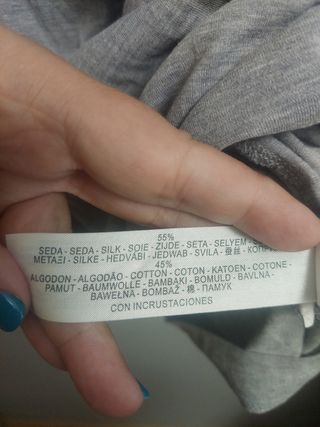 55%
SEDA - SEDA - SILK - SOIE - ZIJDE - SETA - SELYEM
ΜΕΤΑΞΙ - SILKE - HEDVÁBI - JEDWAB - SVILA - 蚕丝 -
45%
ALGODON - ALGODÃO - COTTON - COTON - KATOEN - COTONE -
PAMUT - BAUMWOLLE - BAMBAKI - BOMULD - BAVLNA -
BAWEŁNA - BOMBAŽ - 棉 - ПАМУК
CON INCRUSTACIONES